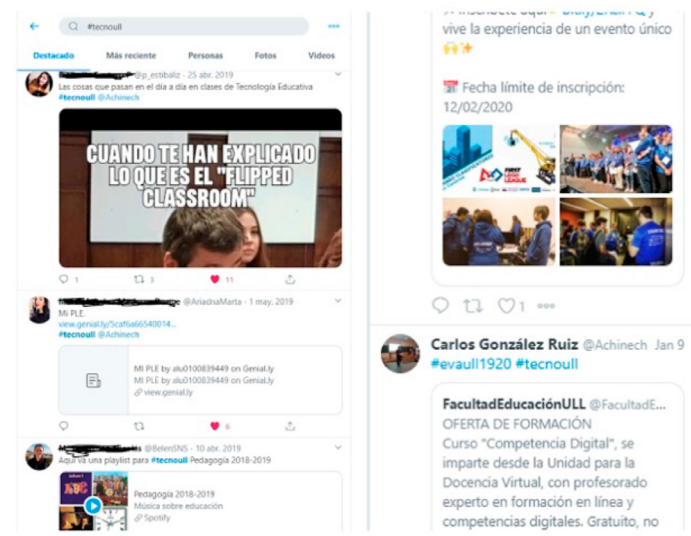 #tecnoull
Destacado Más reciente Personas Fotos Vídeos
@p_estibaliz · 25 abr. 2019
Las cosas que pasan en el día a día en clases de Tecnología Educativa
#tecnoull @Achinech
CUANDO TE HAN EXPLICADO
LO QUE ES EL "FLIPPED
CLASSROOM"
1 3 11
@AriadnaMarta · 1 may. 2019
Mi PLE.
view.genial.ly/5caf6a66540014...
#tecnoull @Achinech
MI PLE by alu0100839449 on Genial.ly
MI PLE by alu0100839449 on Genial.ly
view.genial.ly
6
@BelenSNS · 10 abr. 2019
Aquí va una playlist para #tecnoull Pedagogía 2018-2019
Pedagogía 2018-2019
Música sobre educación
Spotify
vive la experiencia de un evento único
Fecha límite de inscripción:
12/02/2020
FIRST
LEGO
LEAGUE
1
Carlos González Ruiz @Achinech Jan 9
#evaull1920 #tecnoull
FacultadEducaciónULL @FacultadE...
OFERTA DE FORMACIÓN
Curso "Competencia Digital", se
imparte desde la Unidad para la
Docencia Virtual, con profesorado
experto en formación en línea y
competencias digitales. Gratuito, no